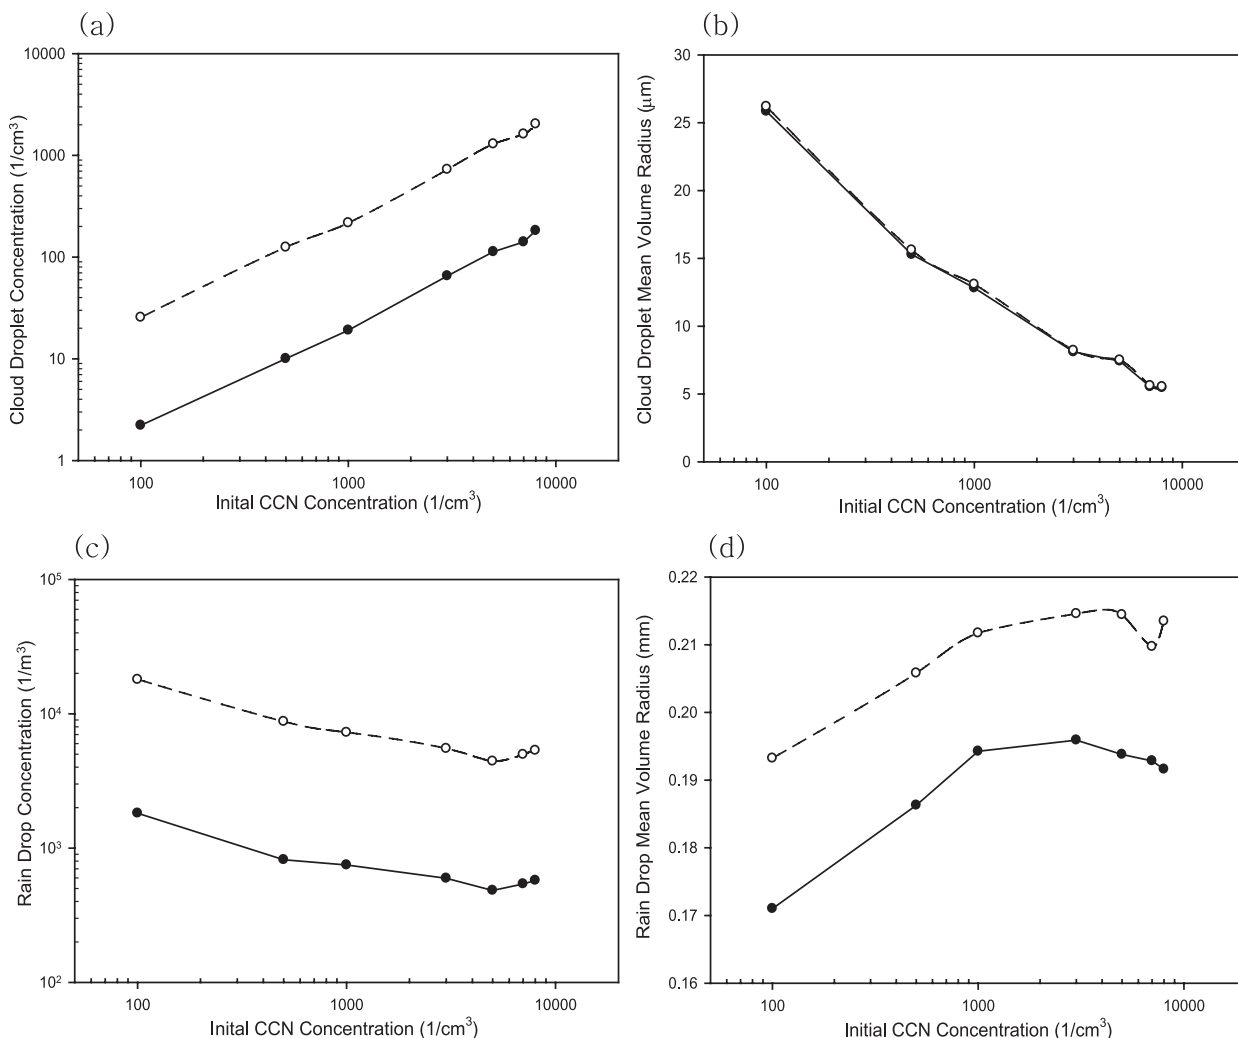 (a)
10000
1000
100
10
1
Cloud Droplet Concentration (1/cm³)
100 1000 10000
Inital CCN Concentration (1/cm³)
(b)
30
25
20
15
10
5
0
Cloud Droplet Mean Volume Radius (μm)
100 1000 10000
Initial CCN Concentration (1/cm³)
(c)
10⁵
10⁴
10³
10²
Rain Drop Concentration (1/m³)
100 1000 10000
Inital CCN Concentration (1/cm³)
(d)
0.22
0.21
0.20
0.19
0.18
0.17
0.16
Rain Drop Mean Volume Radius (mm)
100 1000 10000
Initial CCN Concentration (1/cm³)